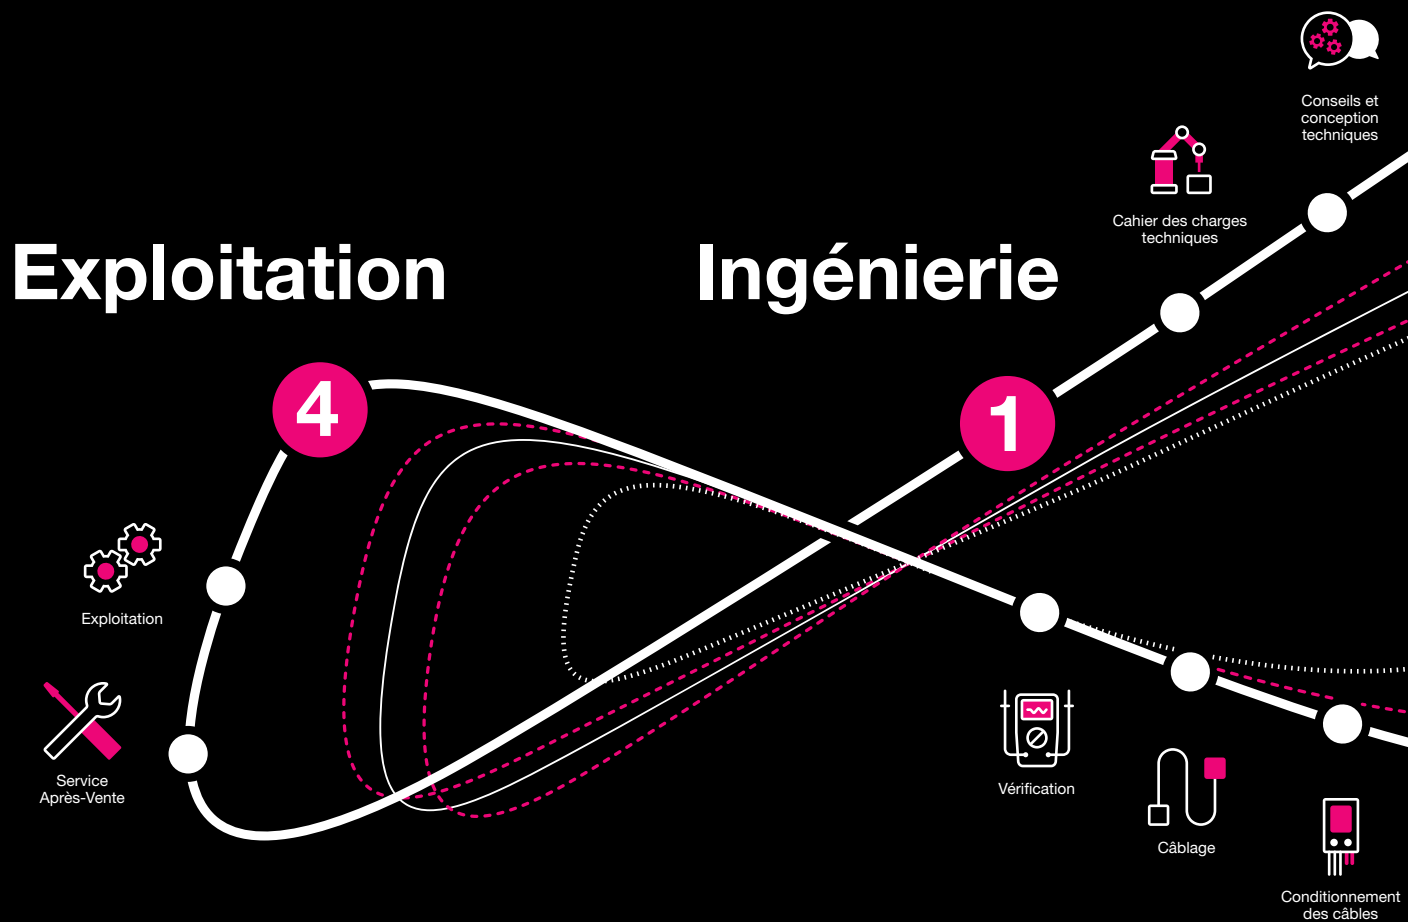 Conseils et
conception
techniques
Cahier des charges
techniques
Exploitation
Ingénierie
4
1
Exploitation
Service
Après-Vente
Vérification
Câblage
Conditionnement
des câbles